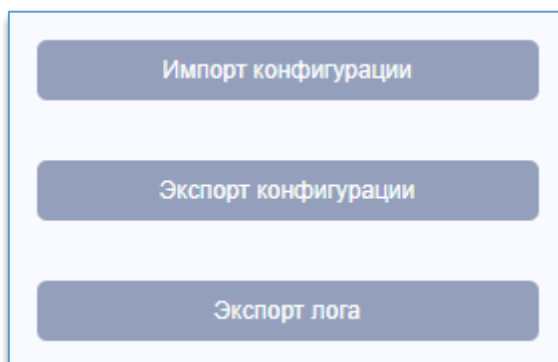 Импорт конфигурации
Экспорт конфигурации
Экспорт лога